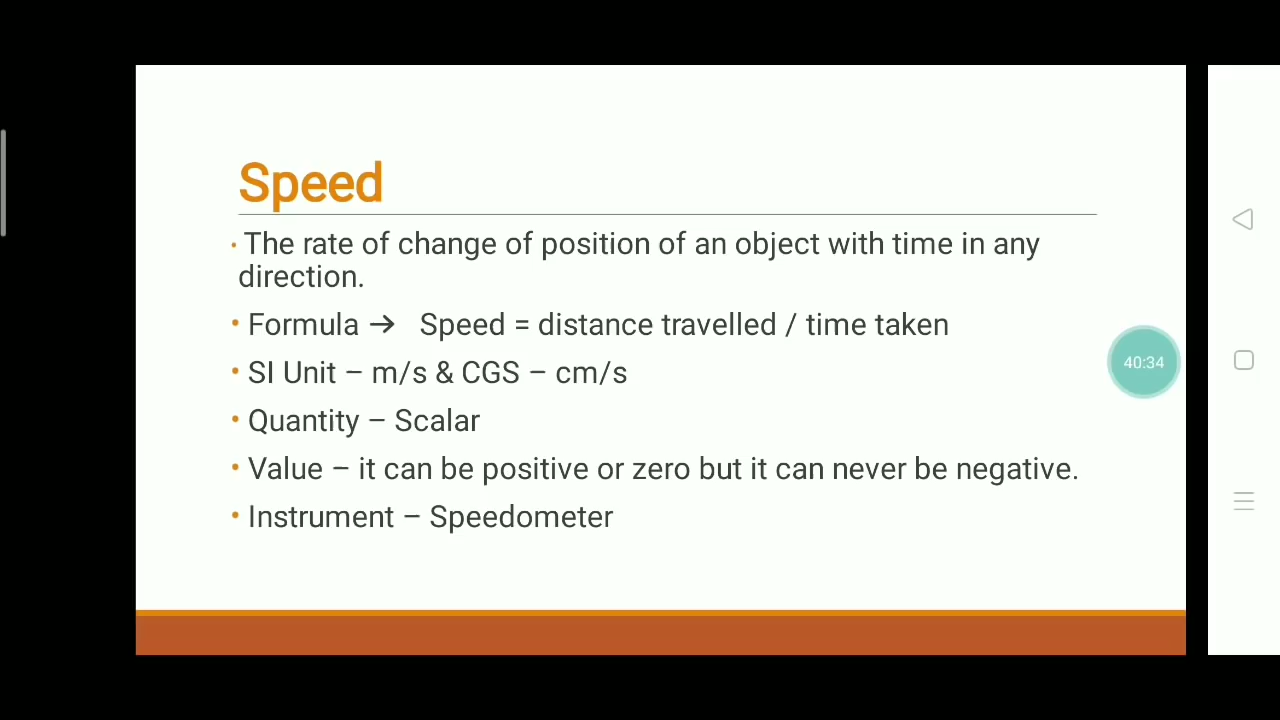 Speed
• The rate of change of position of an object with time in any
direction.
• Formula → Speed = distance travelled / time taken
• SI Unit – m/s & CGS – cm/s
• Quantity – Scalar
• Value – it can be positive or zero but it can never be negative.
• Instrument – Speedometer
40:34